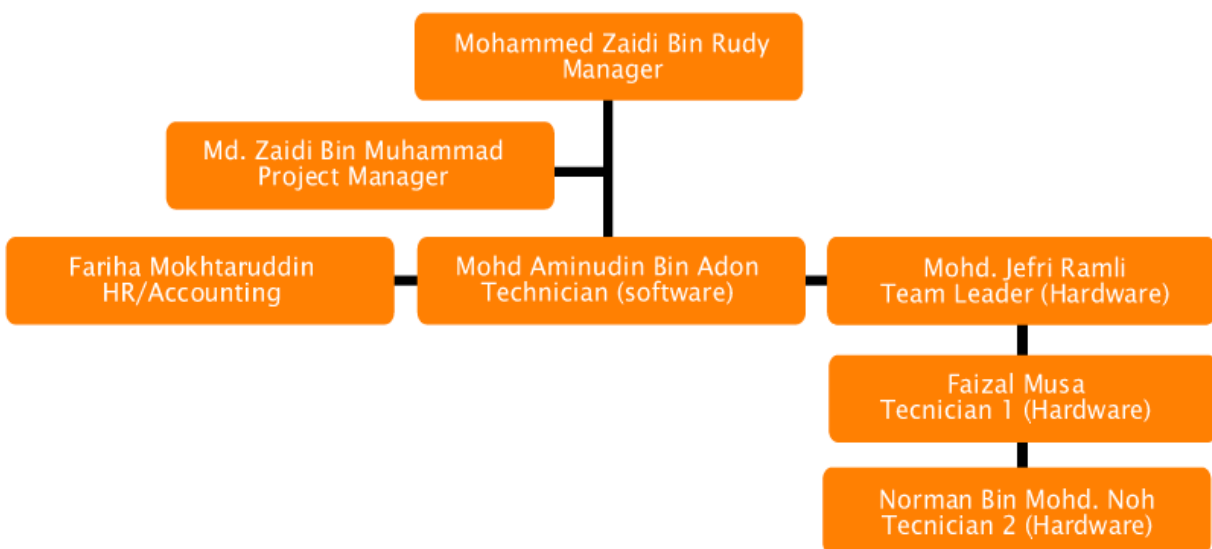 Mohammed Zaidi Bin Rudy
Manager
Md. Zaidi Bin Muhammad
Project Manager
Fariha Mokhtaruddin
HR/Accounting
Mohd Aminudin Bin Adon
Technician (software)
Mohd. Jefri Ramli
Team Leader (Hardware)
Faizal Musa
Tecnician 1 (Hardware)
Norman Bin Mohd. Noh
Tecnician 2 (Hardware)